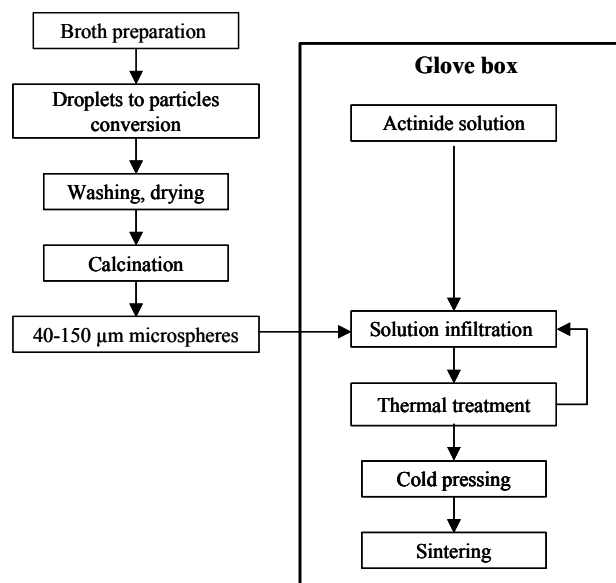 Broth preparation
Droplets to particles
conversion
Washing, drying
Calcination
40-150 µm microspheres
Glove box
Actinide solution
Solution infiltration
Thermal treatment
Cold pressing
Sintering